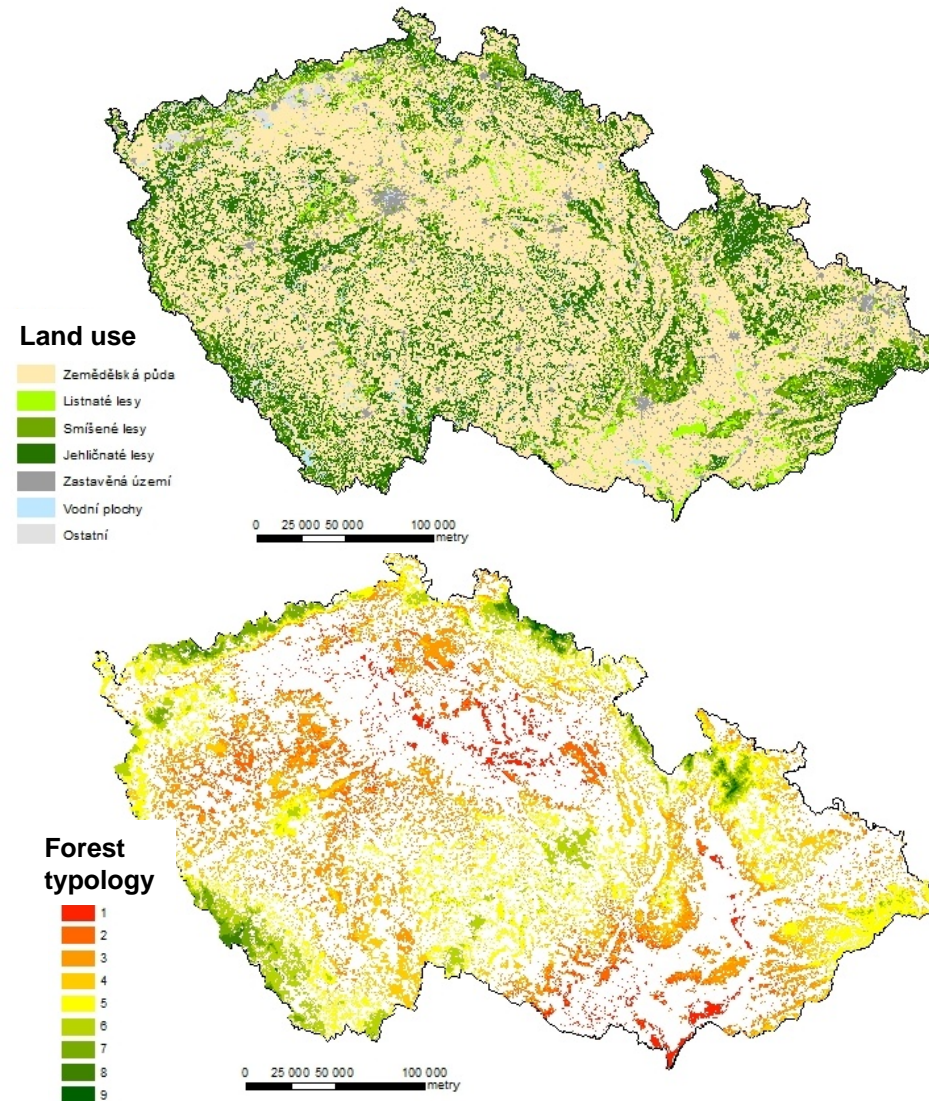 Land use
Zemědělská půda
Listnaté lesy
Smíšené lesy
Jehličnaté lesy
Zastavěná území
Vodní plochy
Ostatní
0 25 000 50 000 100 000
metry
Forest
typology
1
2
3
4
5
6
7
8
9
0 25 000 50 000 100 000
metry